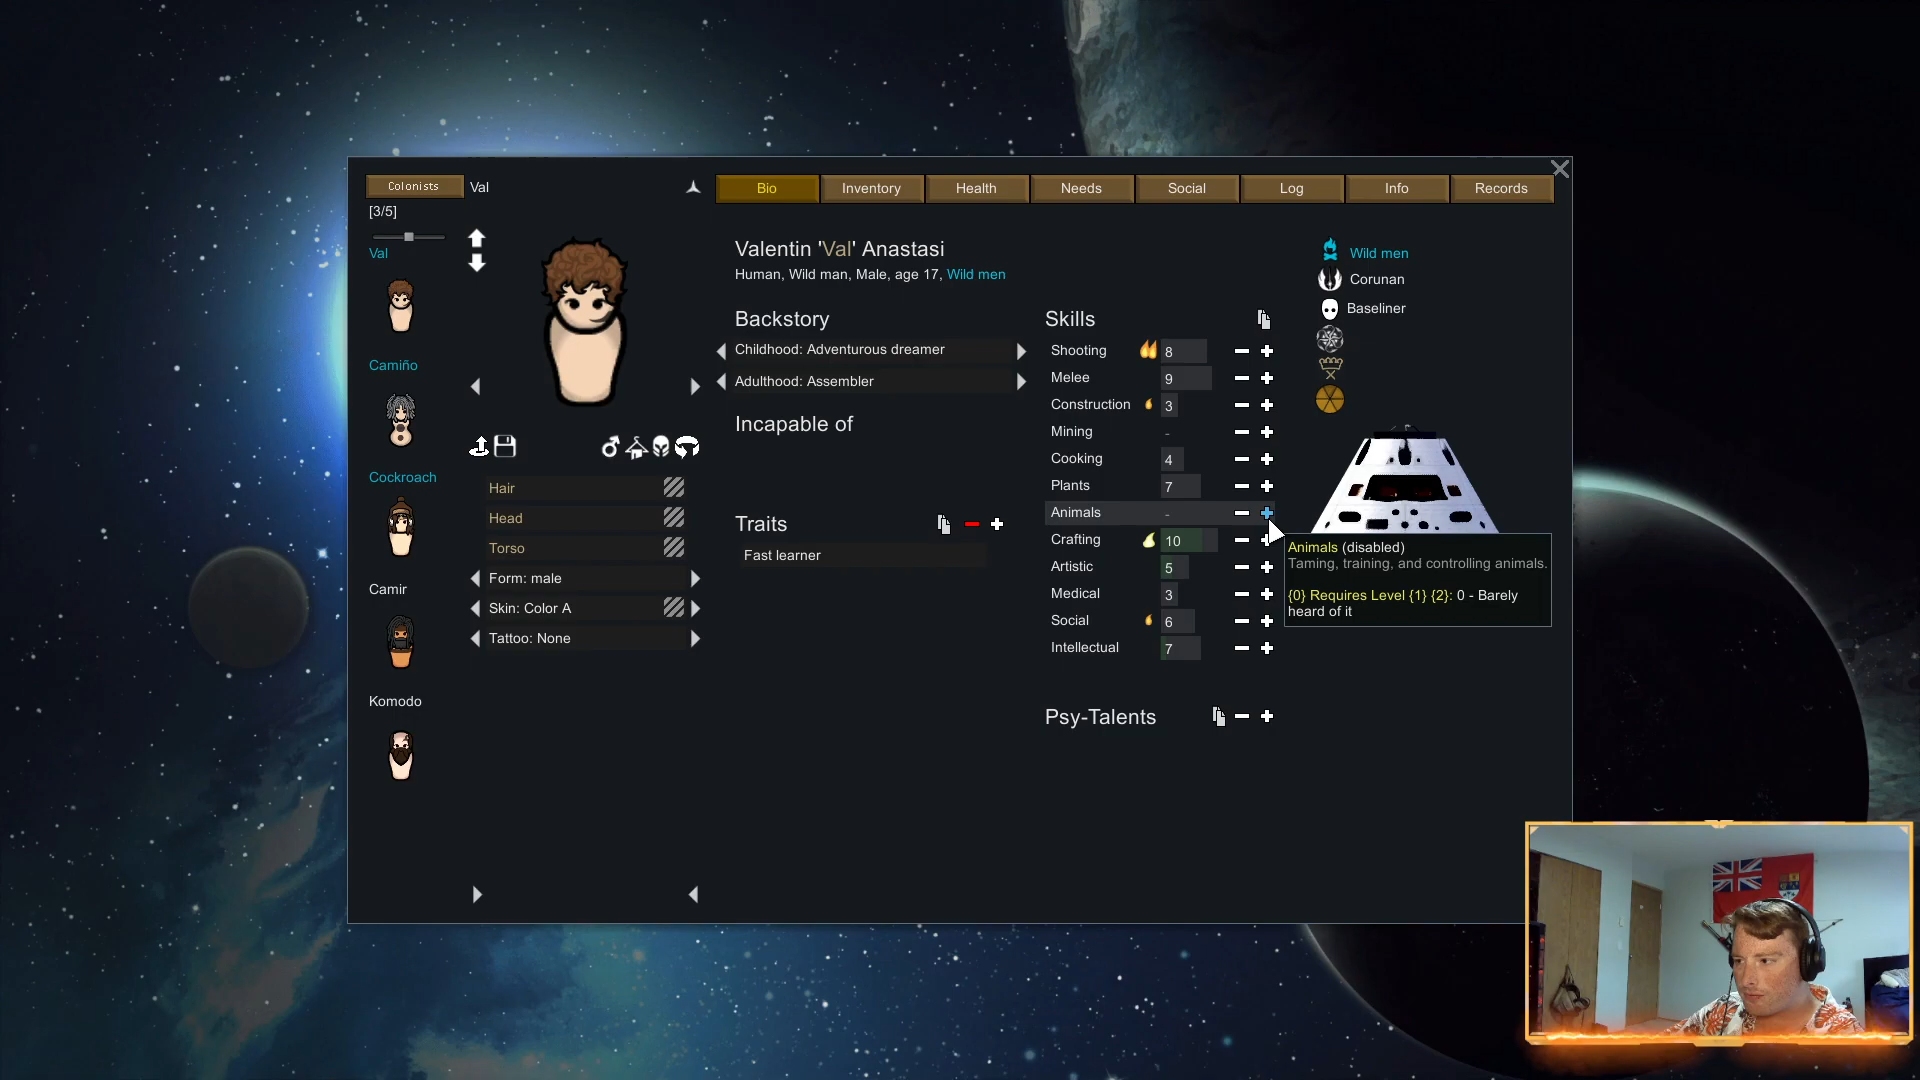 Colonists
Val
[3/5]
Val
Camiño
Cockroach
Camir
Komodo
Hair
Head
Torso
Form: male
Skin: Color A
Tattoo: None
Bio
Inventory
Health
Needs
Social
Log
Info
Records
Valentin 'Val' Anastasi
Human, Wild man, Male, age 17, Wild men
Backstory
Childhood: Adventurous dreamer
Adulthood: Assembler
Incapable of
Traits
Fast learner
Skills
Shooting 8
Melee 9
Construction 3
Mining -
Cooking 4
Plants 7
Animals -
Crafting 10
Artistic 5
Medical 3
Social 6
Intellectual 7
Psy-Talents
Wild men
Corunan
Baseliner
Animals (disabled)
Taming, training, and controlling animals.
{0} Requires Level {1} {2}: 0 - Barely
heard of it